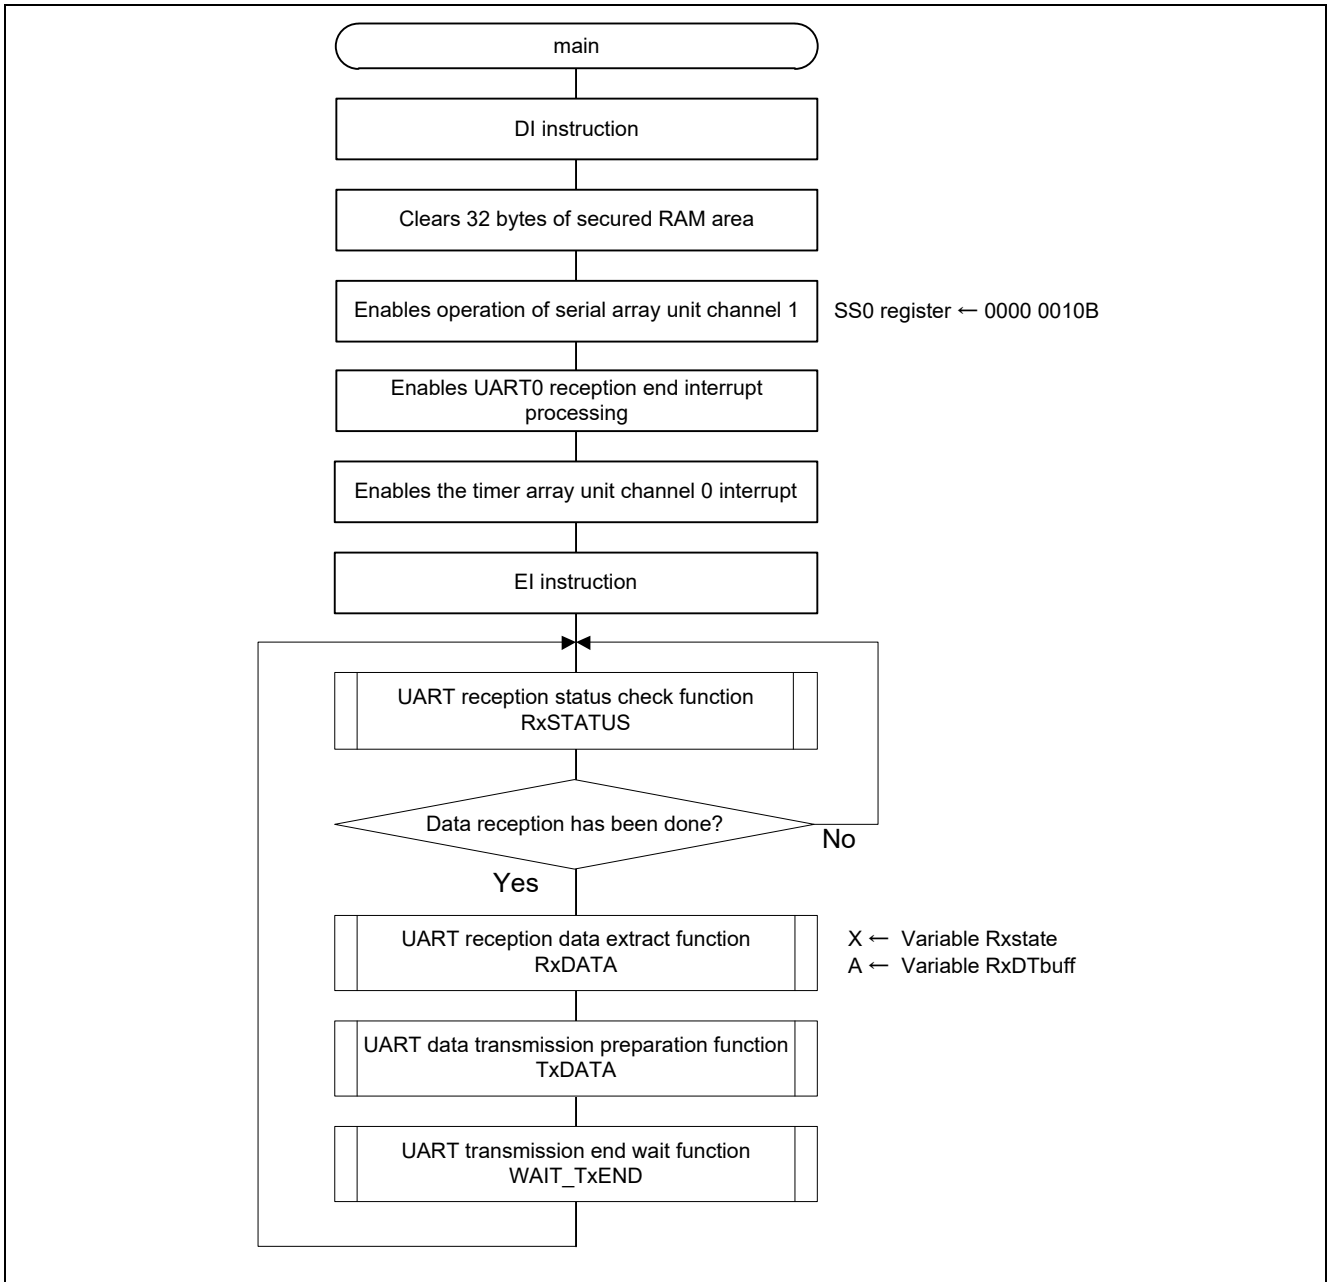 main
DI instruction
Clears 32 bytes of secured RAM area
Enables operation of serial array unit channel 1
SS0 register ← 0000 0010B
Enables UART0 reception end interrupt
processing
Enables the timer array unit channel 0 interrupt
EI instruction
UART reception status check function
RxSTATUS
Data reception has been done?
No
Yes
UART reception data extract function
RxDATA
X ← Variable Rxstate
A ← Variable RxDTbuff
UART data transmission preparation function
TxDATA
UART transmission end wait function
WAIT_TxEND